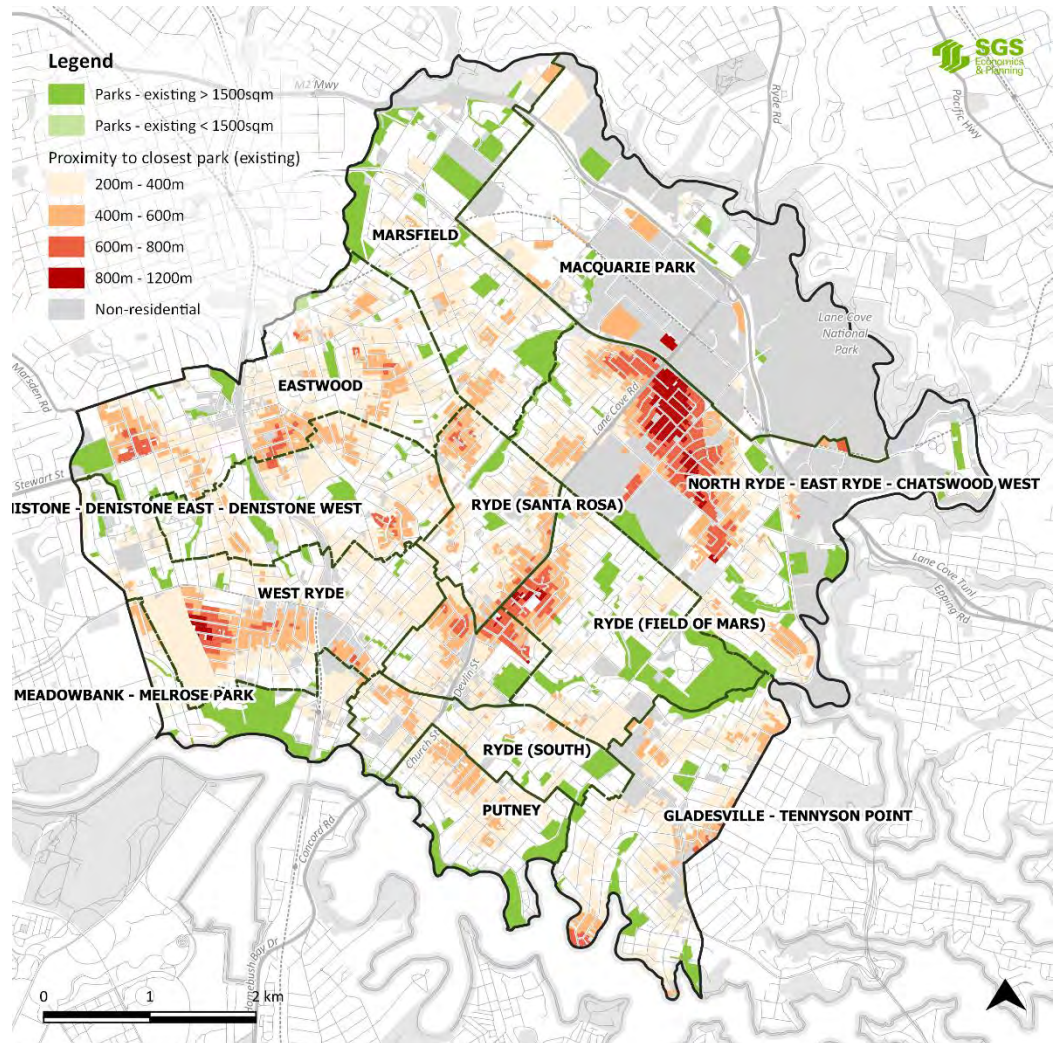 Legend
Parks - existing > 1500sqm
Parks - existing < 1500sqm
Proximity to closest park (existing)
200m - 400m
400m - 600m
600m - 800m
800m - 1200m
Non-residential
SGS
Economics
& Planning
M2 Mwy
Ryde Rd
Pacific Hwy
MARSFIELD
MACQUARIE PARK
Lane Cove
National
Park
Marsden Rd
EASTWOOD
Lane Cove Rd
Stewart St
NISTONE - DENISTONE EAST - DENISTONE WEST
RYDE (SANTA ROSA)
NORTH RYDE - EAST RYDE - CHATSWOOD WEST
Lane Cove Tunl
Epping Rd
WEST RYDE
RYDE (FIELD OF MARS)
MEADOWBANK - MELROSE PARK
Devlin St
Church St
RYDE (SOUTH)
PUTNEY
GLADESVILLE - TENNYSON POINT
Concord Rd
Homebush Bay Dr
0 1 2 km